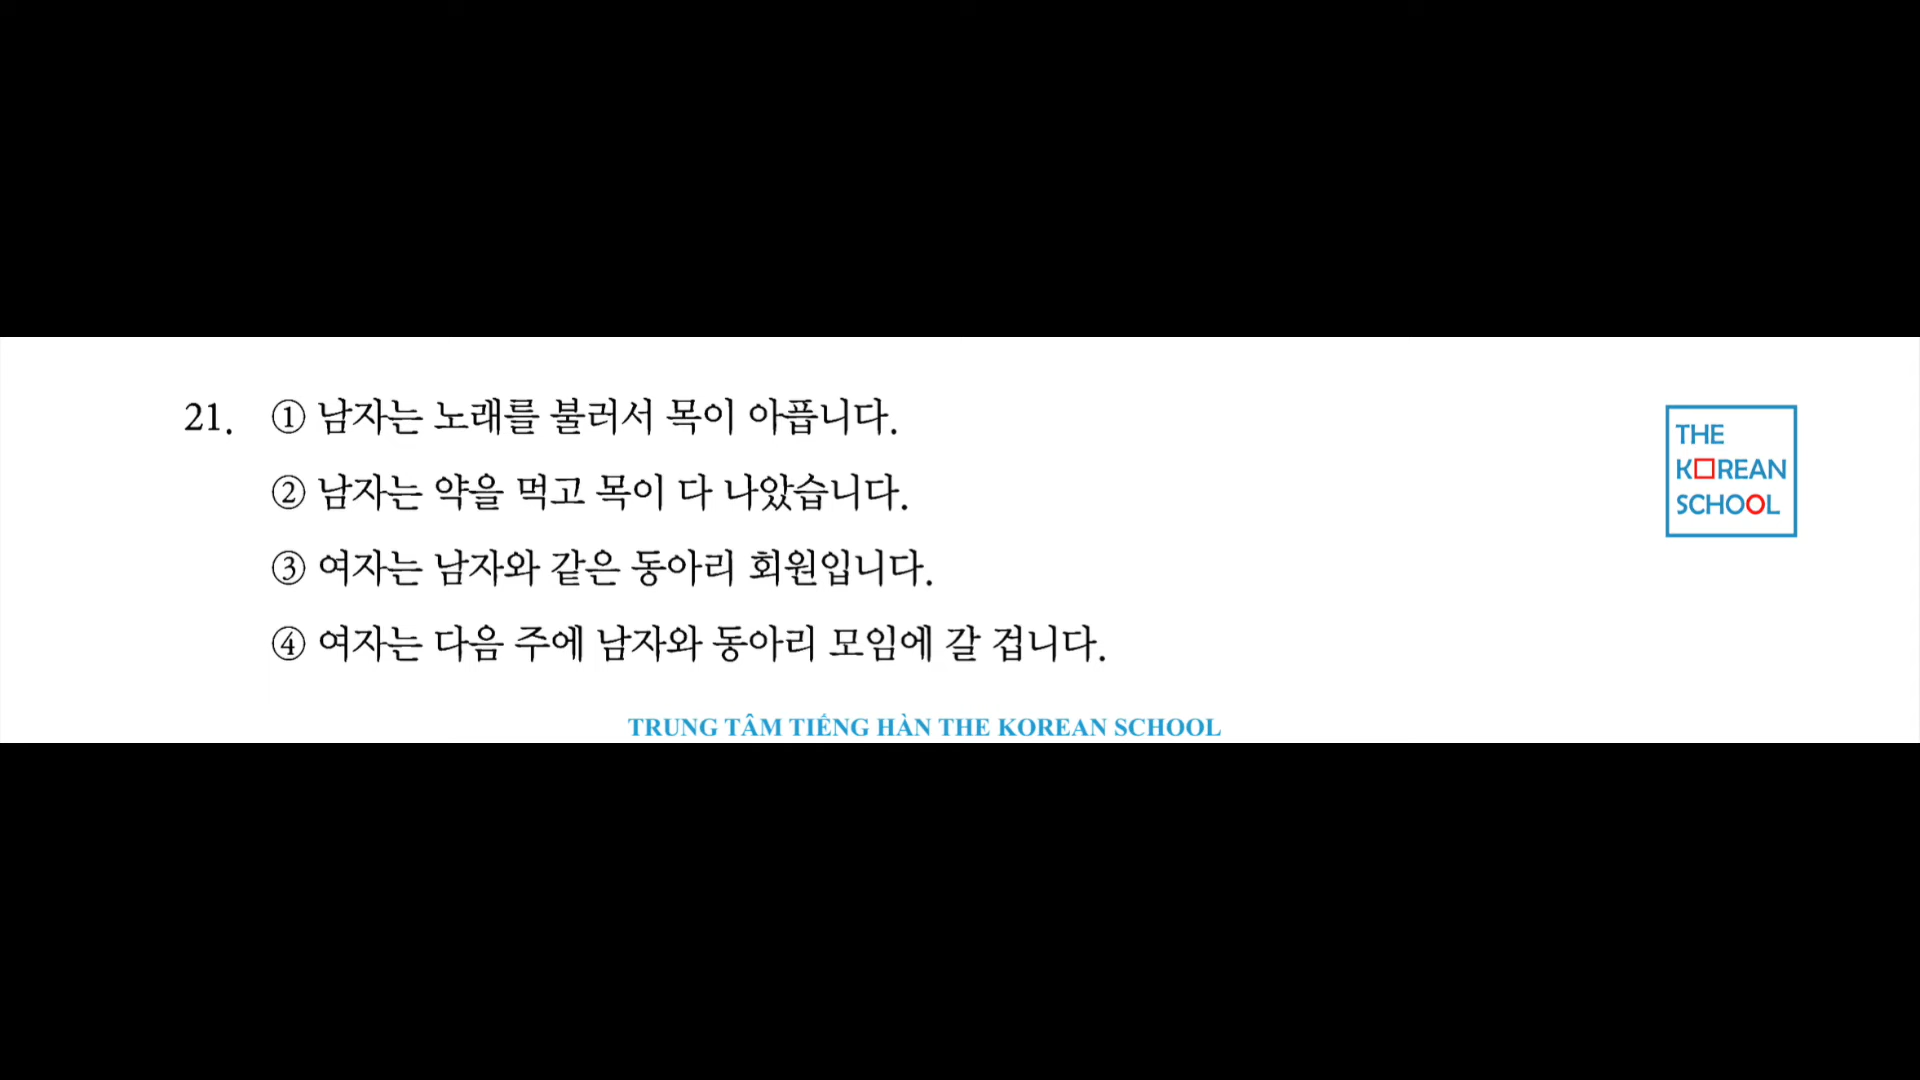 21. ① 남자는 노래를 불러서 목이 아픕니다.
② 남자는 약을 먹고 목이 다 나았습니다.
③ 여자는 남자와 같은 동아리 회원입니다.
④ 여자는 다음 주에 남자와 동아리 모임에 갈 겁니다.
THE
KOREAN
SCHOOL
TRUNG TÂM TIẾNG HÀN THE KOREAN SCHOOL